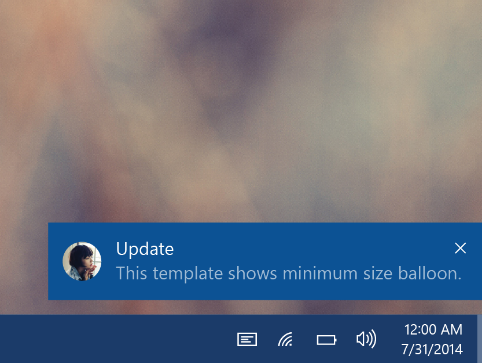 Update
This template shows minimum size balloon.
12:00 AM
7/31/2014